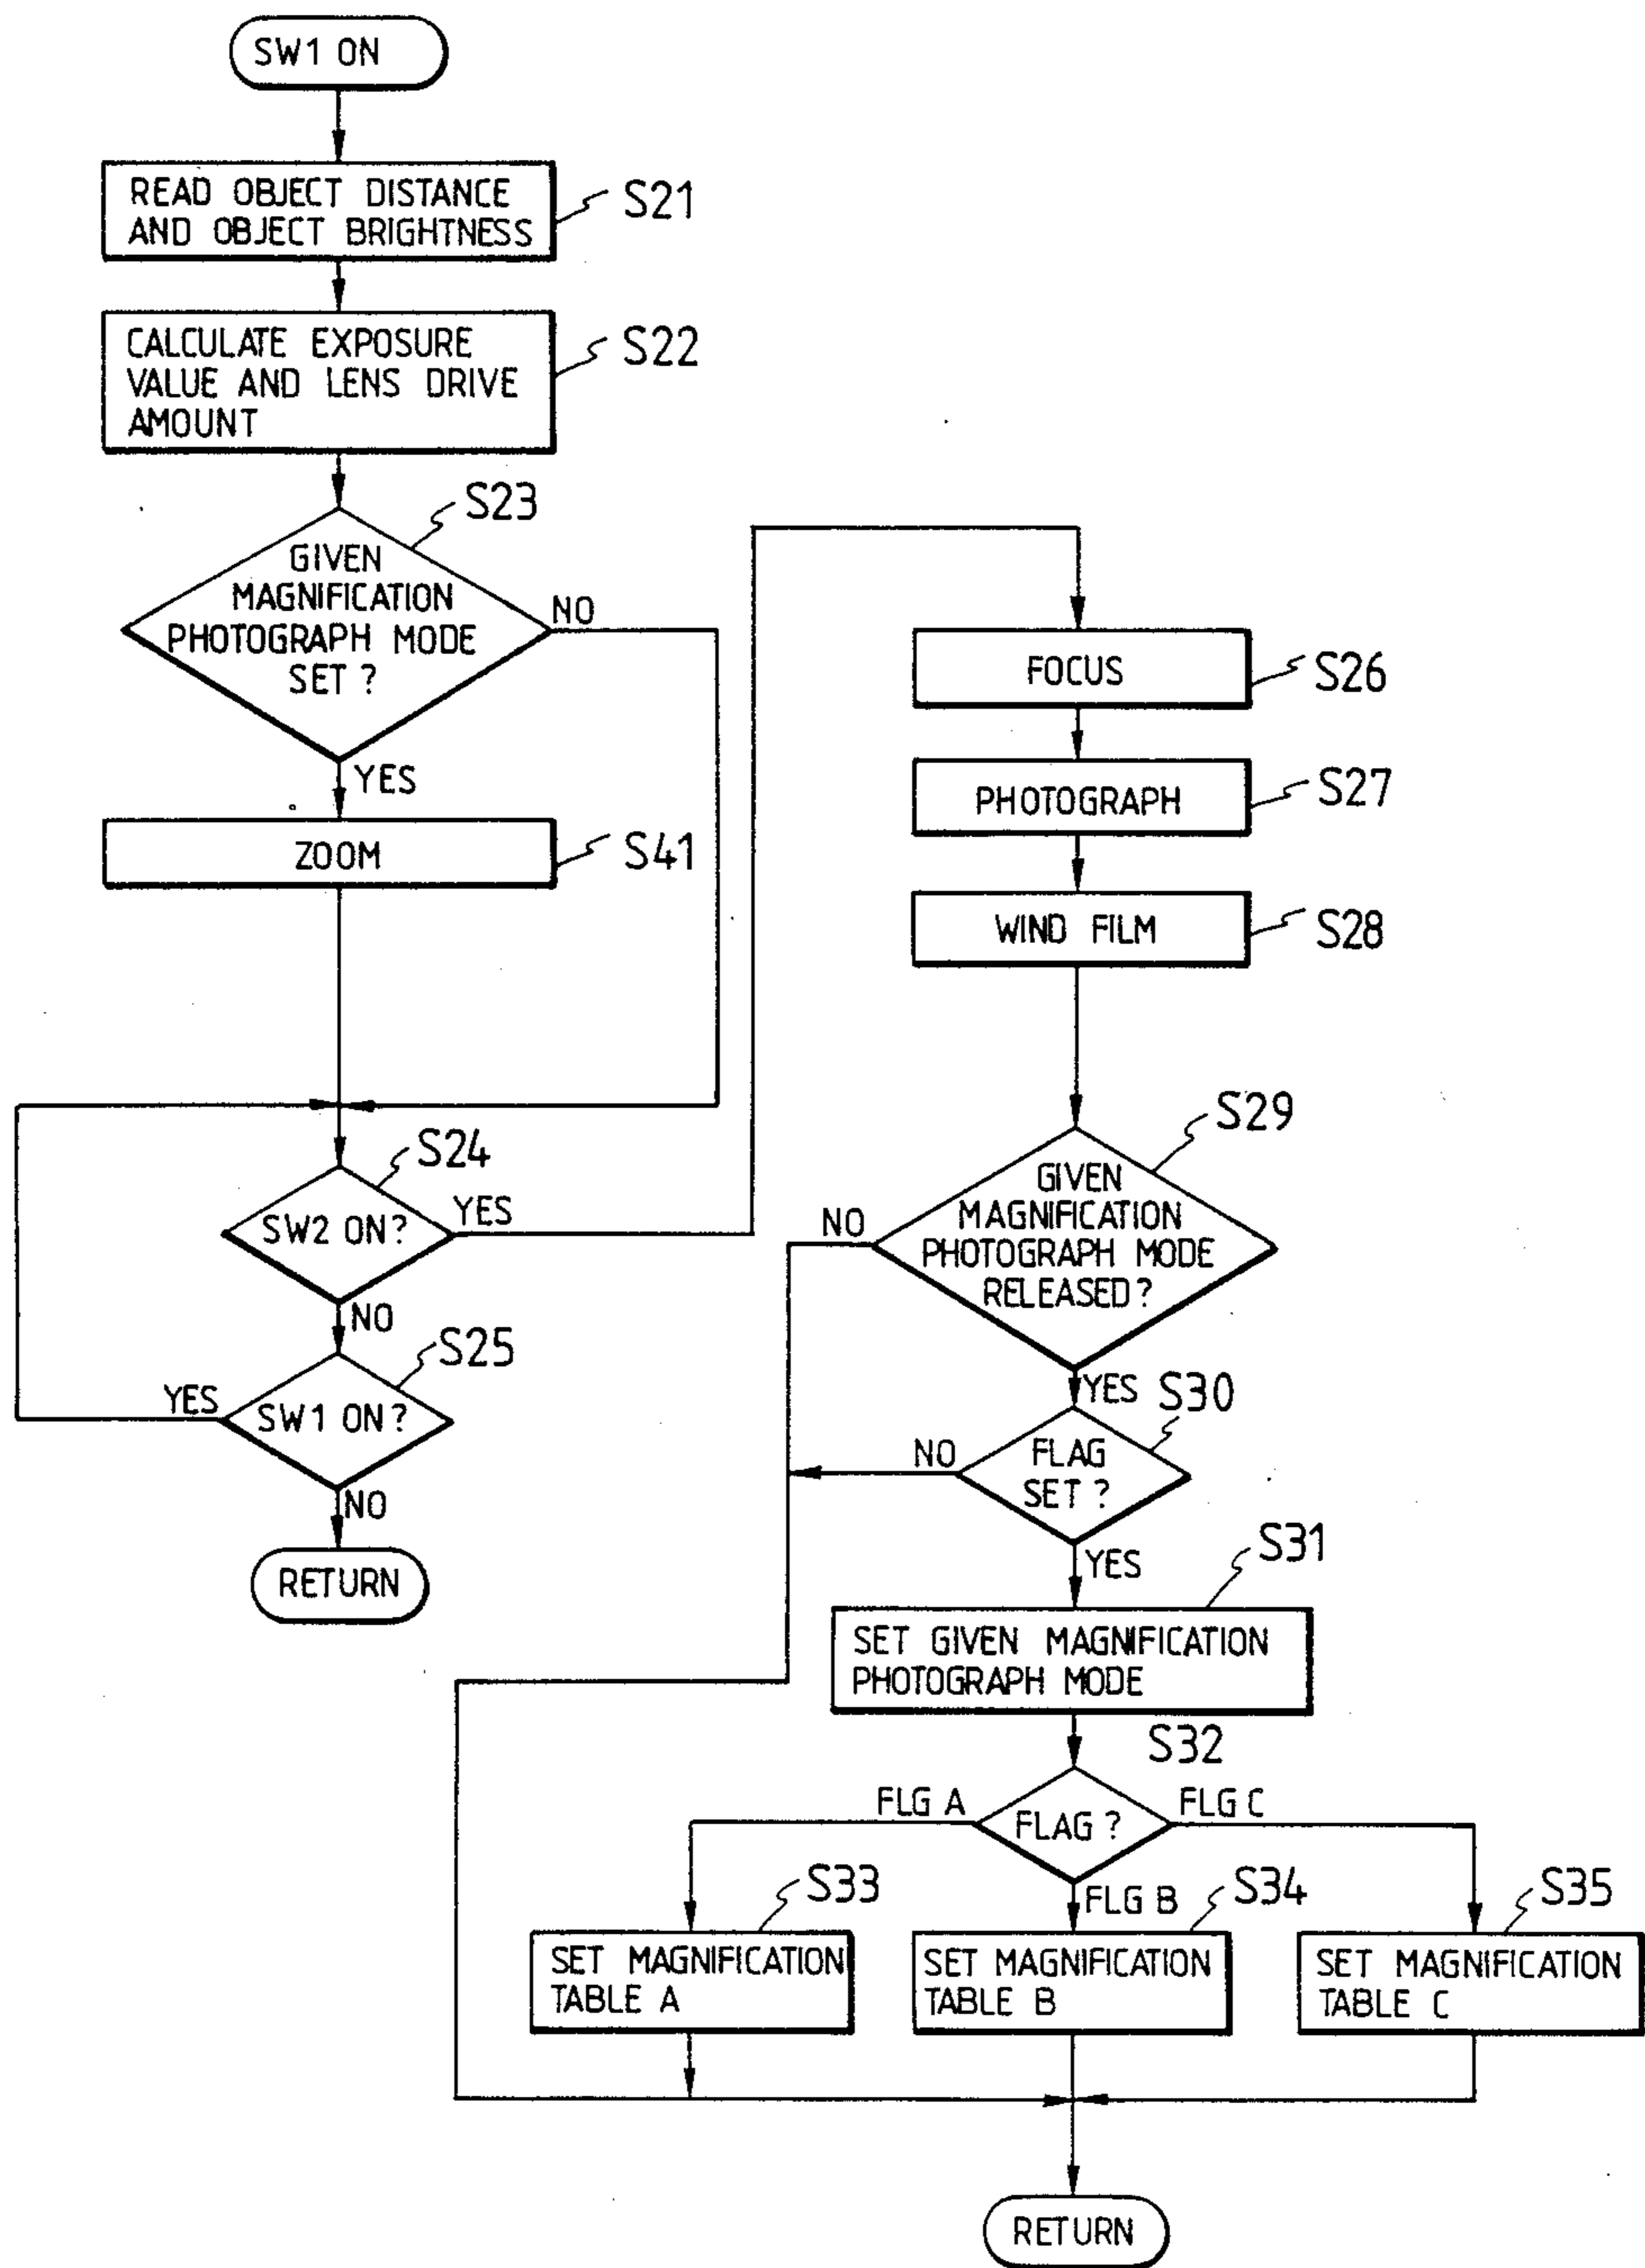 SW1 ON
READ OBJECT DISTANCE
AND OBJECT BRIGHTNESS
S21
CALCULATE EXPOSURE
VALUE AND LENS DRIVE
AMOUNT
S22
S23
GIVEN
MAGNIFICATION
PHOTOGRAPH MODE
SET ?
NO
YES
ZOOM
S41
S24
SW2 ON ?
YES
NO
S25
SW1 ON ?
YES
NO
RETURN
FOCUS
S26
PHOTOGRAPH
S27
WIND FILM
S28
S29
GIVEN
MAGNIFICATION
PHOTOGRAPH MODE
RELEASED ?
NO
YES
S30
FLAG
SET ?
NO
YES
S31
SET GIVEN MAGNIFICATION
PHOTOGRAPH MODE
S32
FLAG ?
FLG A
FLG C
FLG B
S33
SET MAGNIFICATION
TABLE A
S34
SET MAGNIFICATION
TABLE B
S35
SET MAGNIFICATION
TABLE C
RETURN